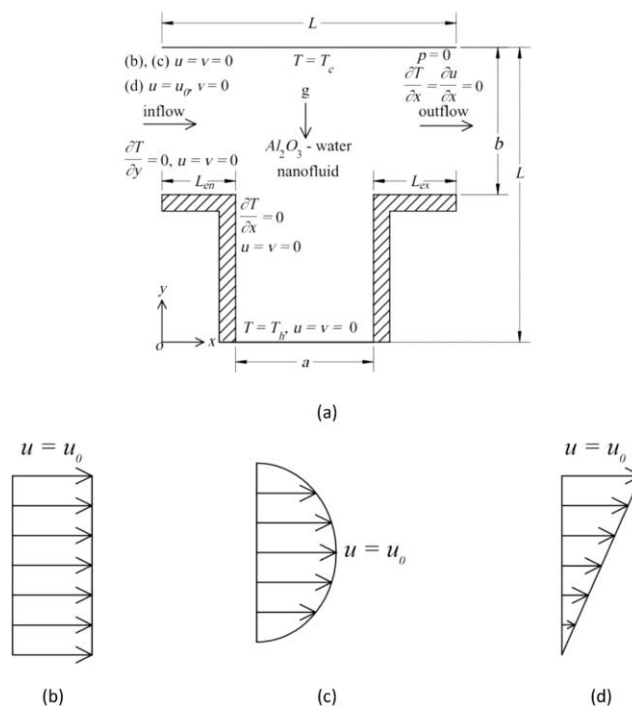 L
(b), (c) u = v = 0
T = T_c
p = 0
(d) u = u_0, v = 0
∂T/∂x = ∂u/∂x = 0
g
inflow
outflow
b
Al_2O_3 - water
nanofluid
∂T/∂y = 0, u = v = 0
L
L_en
L_ex
∂T/∂x = 0
u = v = 0
y
T = T_h, u = v = 0
o
x
a
(a)
u = u_0
u = u_0
u = u_0
(b)
(c)
(d)